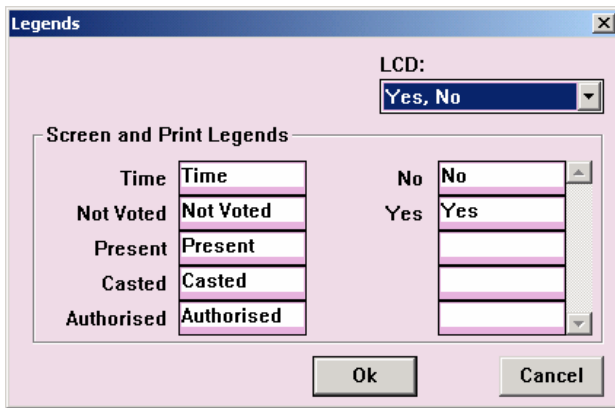 Legends
LCD:
Yes, No
Screen and Print Legends
Time Time No No
Not Voted Not Voted Yes Yes
Present Present
Casted Casted
Authorised Authorised
Ok Cancel